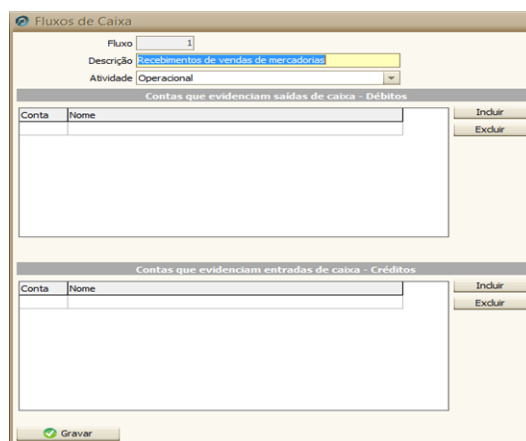 Fluxos de Caixa
Fluxo 1
Descrição Recebimentos de vendas de mercadorias
Atividade Operacional
Contas que evidenciam saídas de caixa - Débitos
Conta Nome
Incluir
Excluir
Contas que evidenciam entradas de caixa - Créditos
Conta Nome
Incluir
Excluir
Gravar